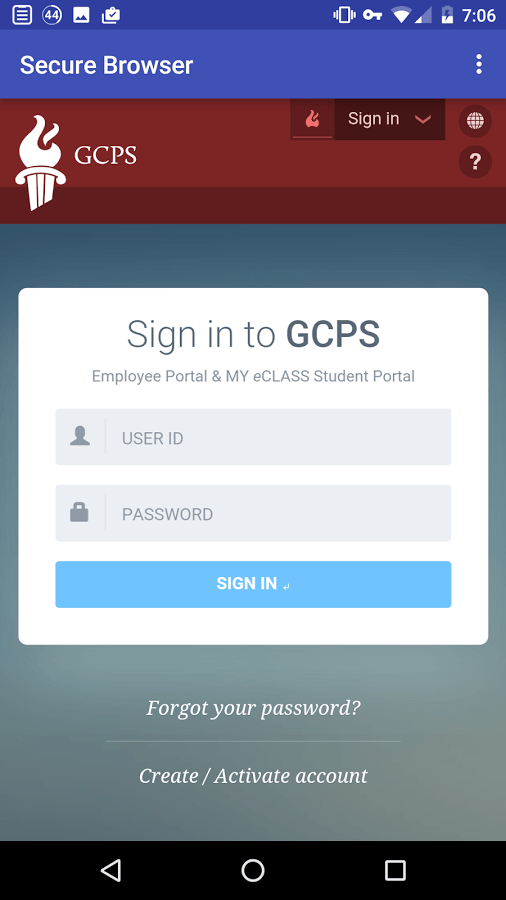 44
7:06
Secure Browser
Sign in
GCPS
?
Sign in to GCPS
Employee Portal & MY eCLASS Student Portal
USER ID
PASSWORD
SIGN IN
Forgot your password?
Create / Activate account